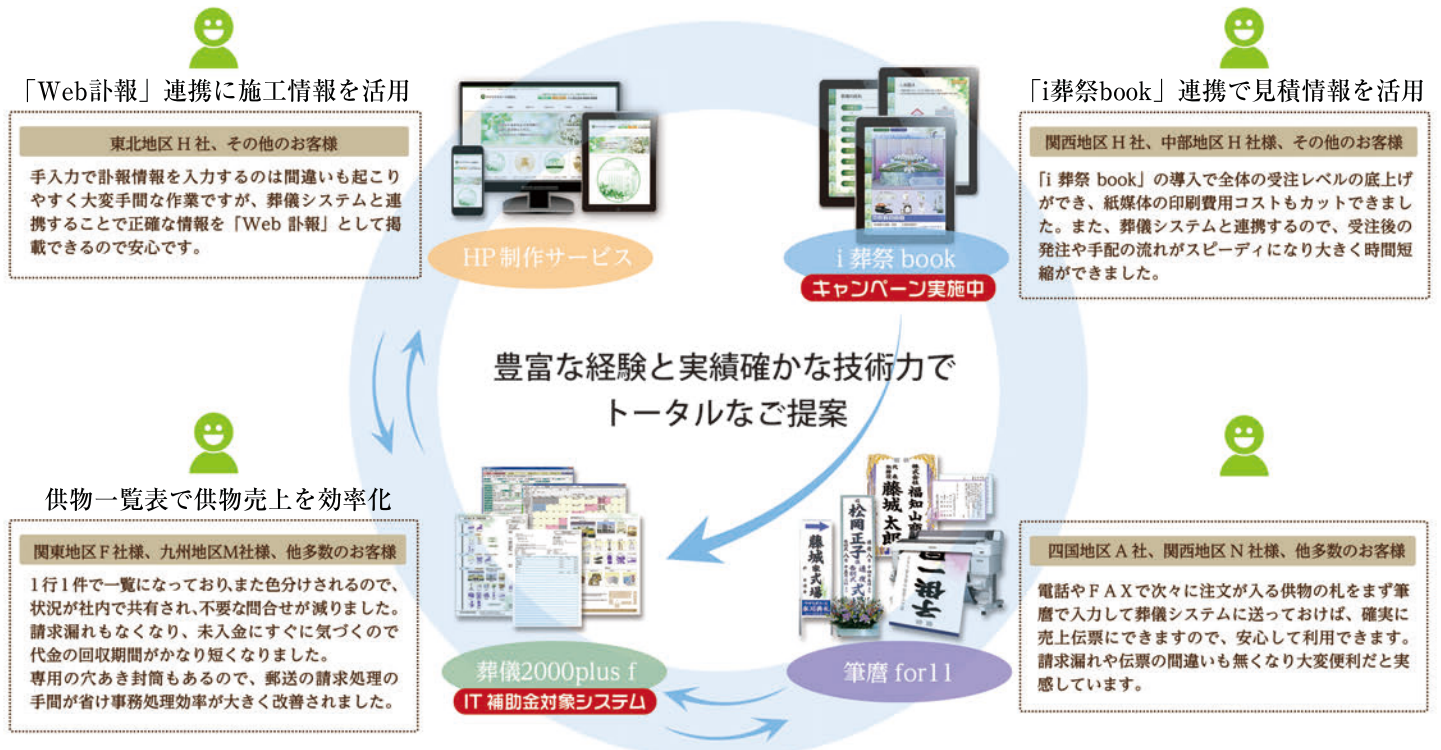 「Web訃報」連携に施工情報を活用
東北地区H社、その他のお客様
手入力で訃報情報を入力するのは間違いも起こり
やすく大変手間な作業ですが、葬儀システムと連
携することで正確な情報を「Web 訃報」として掲
載できるので安心です。
HP制作サービス
i 葬祭 book
キャンペーン実施中
「i葬祭book」連携で見積情報を活用
関西地区H社、中部地区H社様、その他のお客様
「i 葬祭 book」の導入で全体の受注レベルの底上げ
ができ、紙媒体の印刷費用コストもカットできまし
た。また、葬儀システムと連携するので、受注後の
発注や手配の流れがスピーディになり大きく時間短
縮ができました。
豊富な経験と実績確かな技術力で
トータルなご提案
供物一覧表で供物売上を効率化
関東地区F社様、九州地区M社様、他多数のお客様
1行1件で一覧になっており、また色分けされるので、
状況が社内で共有され、不要な問合せが減りました。
請求漏れもなくなり、未入金にすぐに気づくので
代金の回収期間がかなり短くなりました。
専用の穴あき封筒もあるので、郵送の請求処理の
手間が省け事務処理効率が大きく改善されました。
葬儀2000plus f
IT 補助金対象システム
藤城家式場
松岡正子
藤城太郎
福知山商
筆麿 for11
四国地区A社、関西地区N社様、他多数のお客様
電話やFAXで次々に注文が入る供物の札をまず筆
磨で入力して葬儀システムに送っておけば、確実に
売上伝票にできますので、安心して利用できます。
請求漏れや伝票の間違いも無くなり大変便利だと実
感しています。